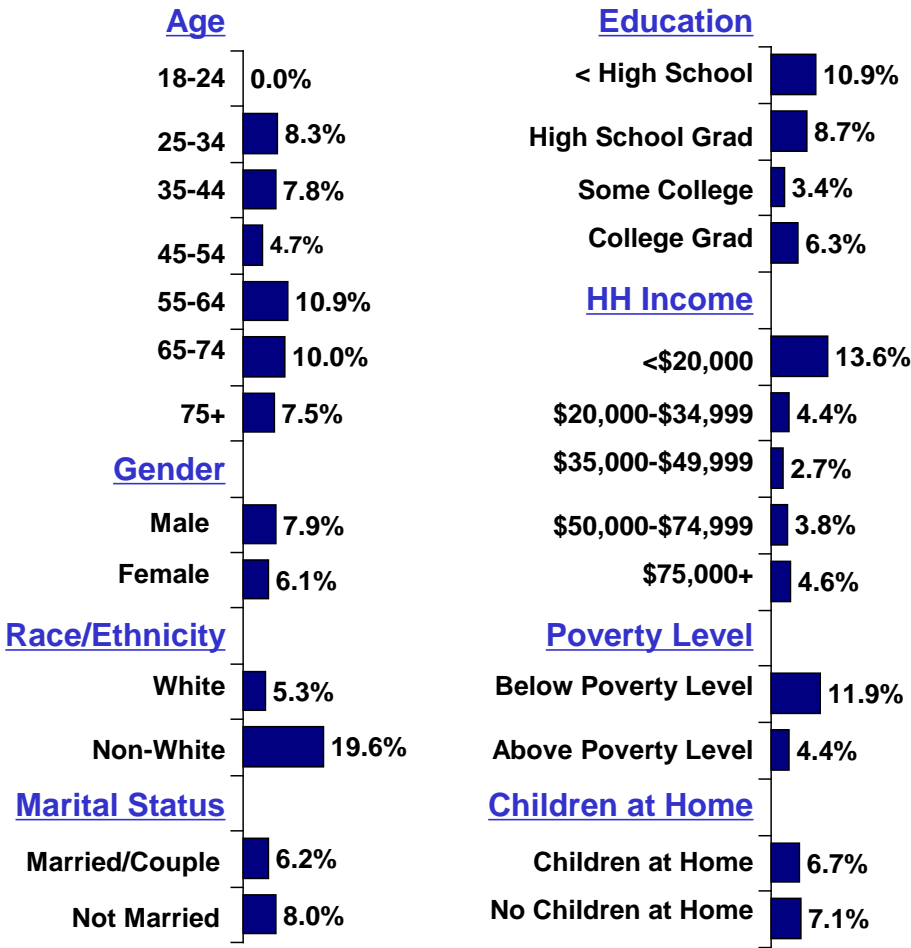 Age
18-24 0.0%
25-34 8.3%
35-44 7.8%
45-54 4.7%
55-64 10.9%
65-74 10.0%
75+ 7.5%
Gender
Male 7.9%
Female 6.1%
Race/Ethnicity
White 5.3%
Non-White 19.6%
Marital Status
Married/Couple 6.2%
Not Married 8.0%
Education
< High School 10.9%
High School Grad 8.7%
Some College 3.4%
College Grad 6.3%
HH Income
<$20,000 13.6%
$20,000-$34,999 4.4%
$35,000-$49,999 2.7%
$50,000-$74,999 3.8%
$75,000+ 4.6%
Poverty Level
Below Poverty Level 11.9%
Above Poverty Level 4.4%
Children at Home
Children at Home 6.7%
No Children at Home 7.1%